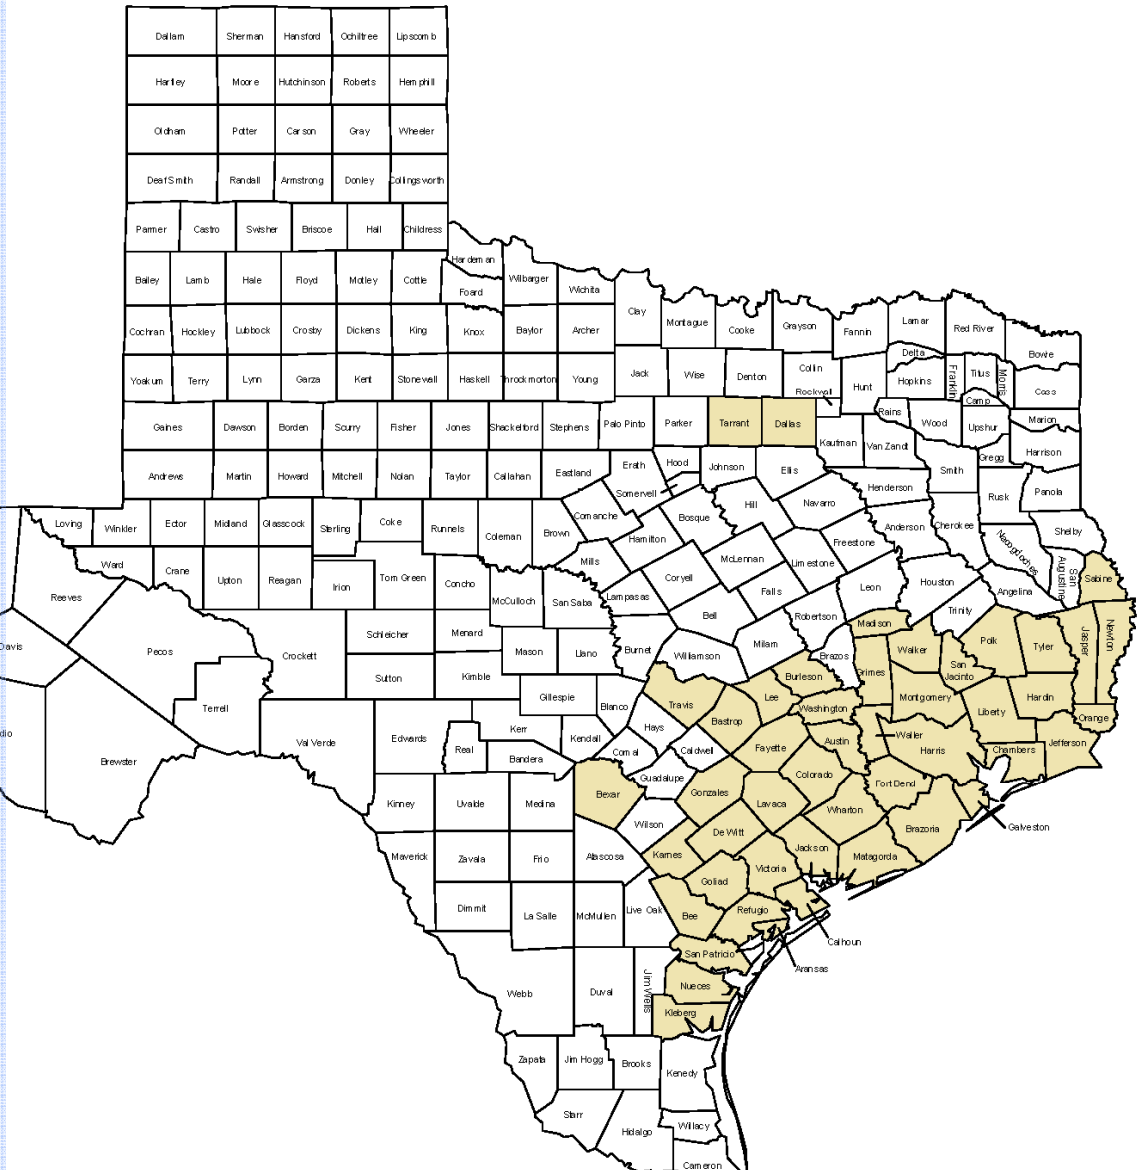 Dallam Sherman Hansford Ochiltree Lipscomb
Hartley Moore Hutchinson Roberts Hemphill
Oldham Potter Carson Gray Wheeler
Deaf Smith Randall Armstrong Donley Collingsworth
Parmer Castro Swisher Briscoe Hall Childress
Hardeman
Bailey Lamb Hale Floyd Motley Cottle Foard Wilbarger Wichita
Clay Montague Cooke Grayson Fannin Lamar Red River Bowie
Cochran Hockley Lubbock Crosby Dickens King Knox Baylor Archer
Delta
Yoakum Terry Lynn Garza Kent Stonewall Haskell Throckmorton Young Jack Wise Denton Collin Rockwall Hunt Hopkins Franklin Titus Morris Cass
Camp
Gaines Dawson Borden Scurry Fisher Jones Shackelford Stephens Palo Pinto Parker Tarrant Dallas Kaufman Van Zandt Rains Wood Upshur Marion
Gregg Harrison
Andrews Martin Howard Mitchell Nolan Taylor Callahan Eastland Erath Hood Johnson Ellis Smith
Somervell Henderson Rusk Panola
Loving Winkler Ector Midland Glasscock Sterling Coke Runnels Coleman Brown Comanche Bosque Hill Navarro Anderson Cherokee Nacogdoches Shelby
Hamilton Freestone
Ward Crane Upton Reagan Irion Tom Green Concho Mills Coryell McLennan Limestone Houston San Augustine Sabine
Reeves McCulloch San Saba Lampasas Bell Falls Leon Trinity Angelina
Robertson Madison
Davis Pecos Crockett Schleicher Menard Mason Llano Burnet Williamson Milam Brazos Grimes Walker San Jacinto Polk Tyler Jasper Newton
Sutton Kimble Burleson
Terrell Gillespie Blanco Travis Lee Washington Montgomery Liberty Hardin
Bastrop Orange
dio Val Verde Edwards Real Kerr Kendall Hays Fayette Austin Waller Harris Chambers Jefferson
Brewster Bandera Comal Caldwell
Guadalupe Colorado Fort Bend
Kinney Uvalde Medina Bexar Gonzales Lavaca Wharton
Wilson De Witt Brazoria Galveston
Maverick Zavala Frio Atascosa Karnes Jackson Matagorda
Goliad Victoria
Dimmit La Salle McMullen Live Oak Bee Refugio
Calhoun
San Patricio Aransas
Webb Duval Jim Wells Nueces
Kleberg
Zapata Jim Hogg Brooks Kenedy
Starr Hidalgo Willacy
Cameron